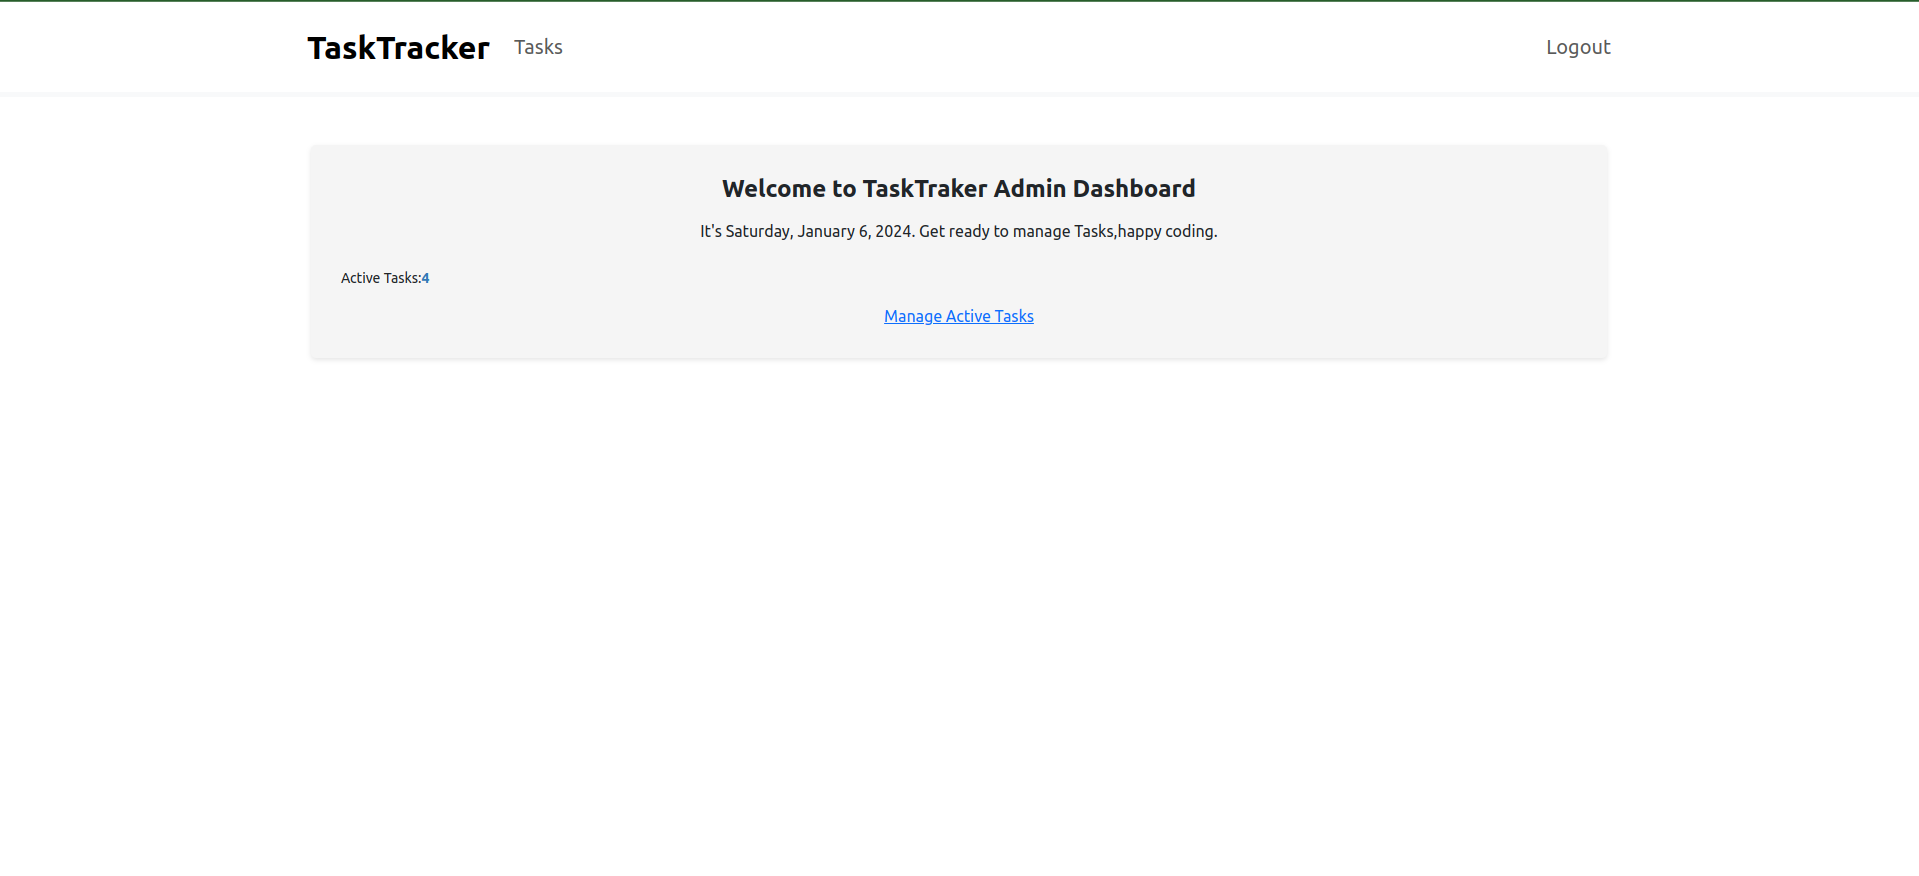 TaskTracker Tasks Logout
Welcome to TaskTraker Admin Dashboard
It's Saturday, January 6, 2024. Get ready to manage Tasks,happy coding.
Active Tasks:4
Manage Active Tasks